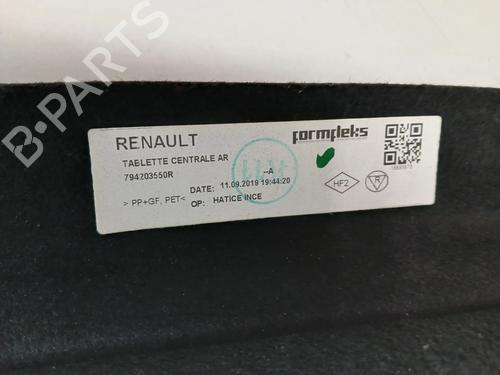 B-PARTS
RENAULT
formfleks
TABLETTE CENTRALE AR
794203550R
--A
DATE: 11.09.2019 19:44:20
> PP+GF, PET<
OP: HATICE INCE
HF2
R